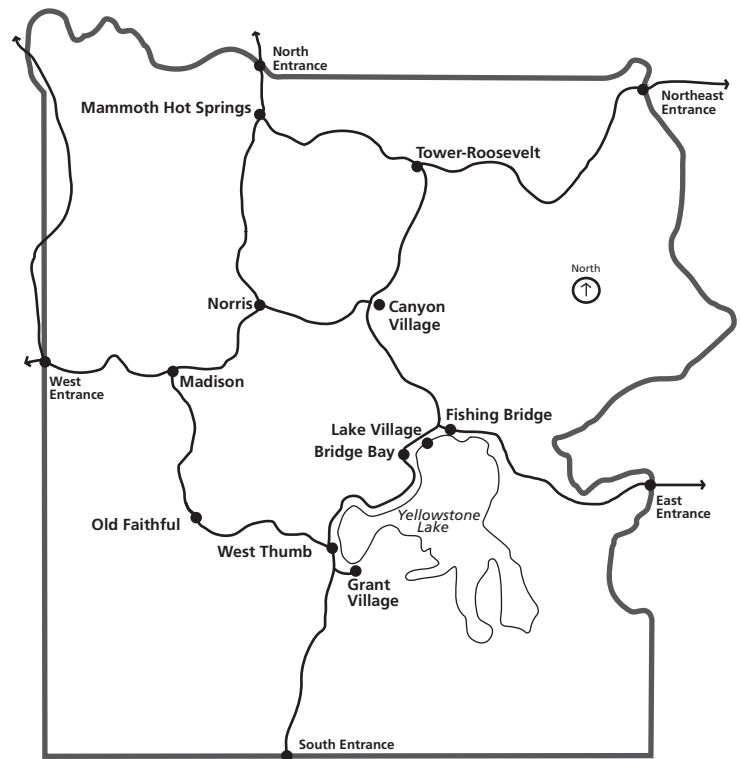 North
Entrance
Mammoth Hot Springs
Northeast
Entrance
Tower-Roosevelt
North
Norris
Canyon
Village
West
Entrance
Madison
Fishing Bridge
Lake Village
Bridge Bay
East
Entrance
Yellowstone
Lake
Old Faithful
West Thumb
Grant
Village
South Entrance